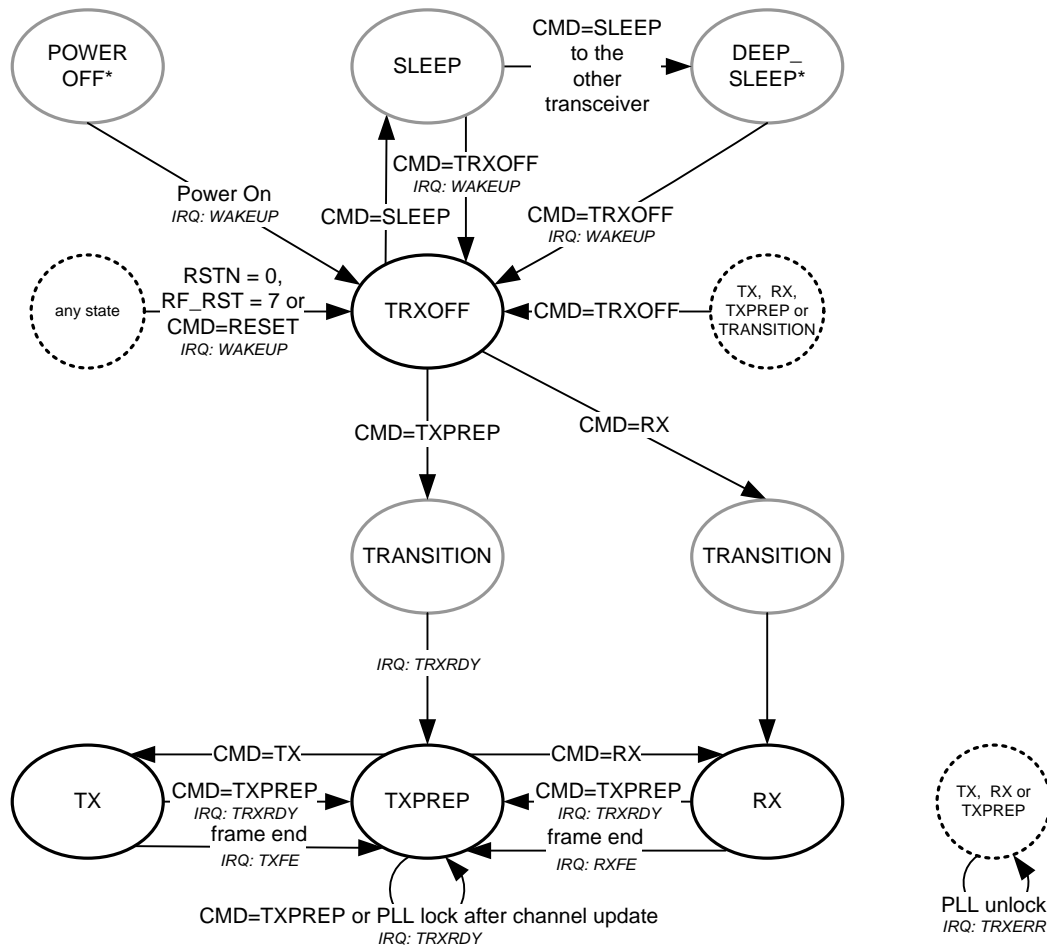 POWER
OFF*
SLEEP
CMD=SLEEP
to the
other
transceiver
DEEP_
SLEEP*
Power On
IRQ: WAKEUP
CMD=SLEEP
CMD=TRXOFF
IRQ: WAKEUP
CMD=TRXOFF
IRQ: WAKEUP
any state
RSTN = 0,
RF_RST = 7 or
CMD=RESET
IRQ: WAKEUP
TRXOFF
CMD=TRXOFF
TX, RX,
TXPREP or
TRANSITION
CMD=TXPREP
CMD=RX
TRANSITION
TRANSITION
IRQ: TRXRDY
TX
CMD=TX
CMD=TXPREP
IRQ: TRXRDY
frame end
IRQ: TXFE
TXPREP
CMD=RX
CMD=TXPREP
IRQ: TRXRDY
frame end
IRQ: RXFE
RX
TX, RX or
TXPREP
CMD=TXPREP or PLL lock after channel update
IRQ: TRXRDY
PLL unlock
IRQ: TRXERR